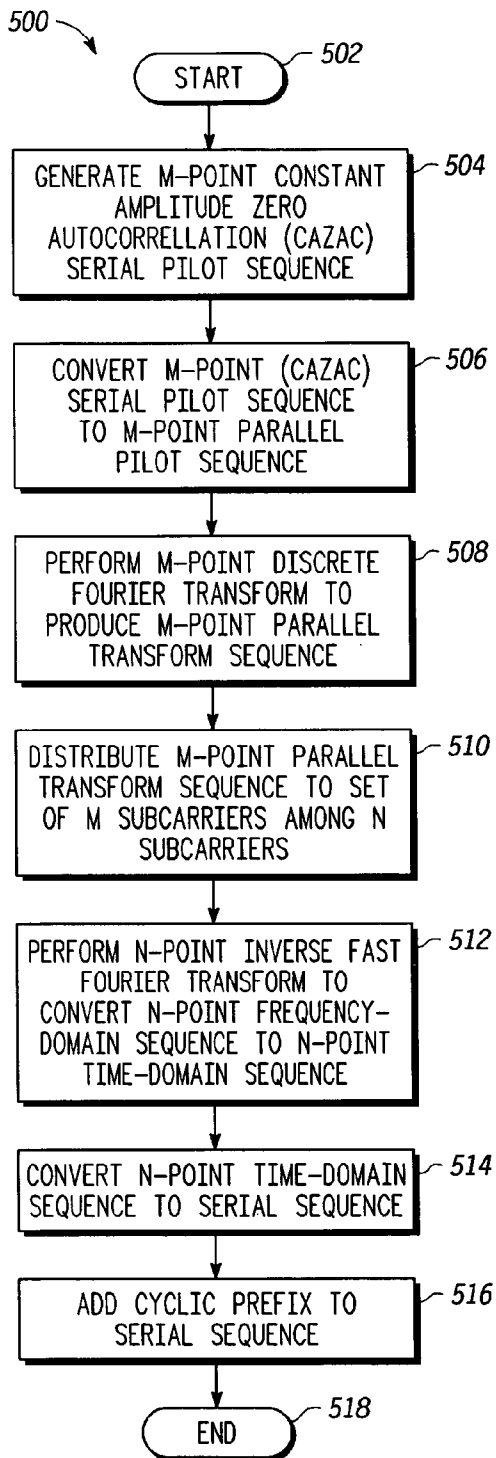 500
502
START
504
GENERATE M-POINT CONSTANT
AMPLITUDE ZERO
AUTOCORRELLATION (CAZAC)
SERIAL PILOT SEQUENCE
506
CONVERT M-POINT (CAZAC)
SERIAL PILOT SEQUENCE
TO M-POINT PARALLEL
PILOT SEQUENCE
508
PERFORM M-POINT DISCRETE
FOURIER TRANSFORM TO
PRODUCE M-POINT PARALLEL
TRANSFORM SEQUENCE
510
DISTRIBUTE M-POINT PARALLEL
TRANSFORM SEQUENCE TO SET
OF M SUBCARRIERS AMONG N
SUBCARRIERS
512
PERFORM N-POINT INVERSE FAST
FOURIER TRANSFORM TO
CONVERT N-POINT FREQUENCY-
DOMAIN SEQUENCE TO N-POINT
TIME-DOMAIN SEQUENCE
514
CONVERT N-POINT TIME-DOMAIN
SEQUENCE TO SERIAL SEQUENCE
516
ADD CYCLIC PREFIX TO
SERIAL SEQUENCE
518
END